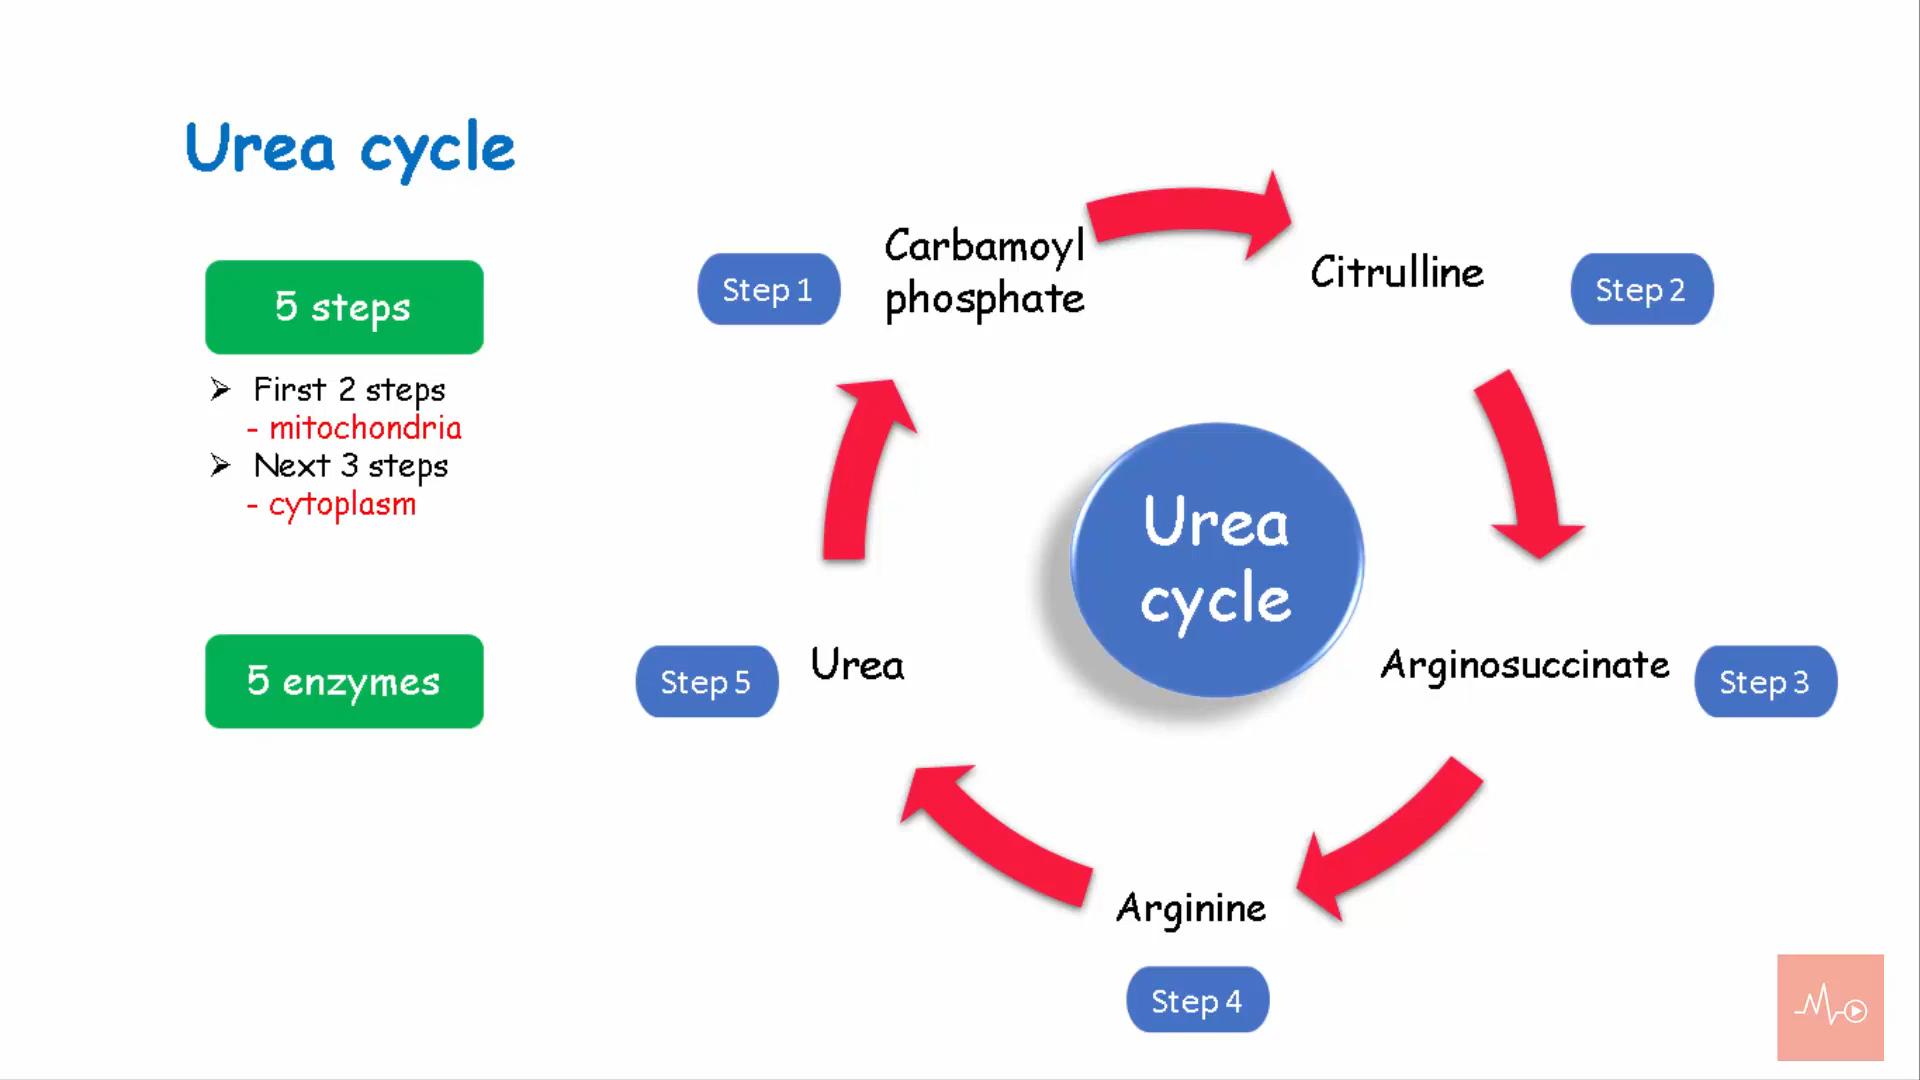 Urea cycle
5 steps
➢ First 2 steps
- mitochondria
➢ Next 3 steps
- cytoplasm
5 enzymes
Step 1
Carbamoyl
phosphate
Citrulline
Step 2
Urea
cycle
Step 5
Urea
Arginosuccinate
Step 3
Arginine
Step 4